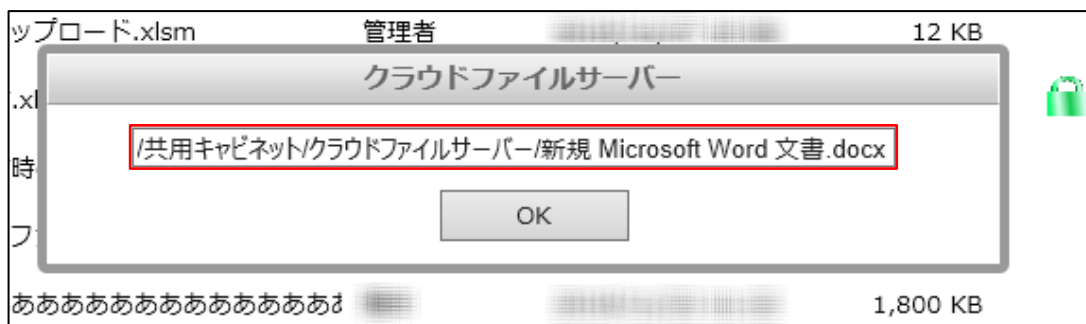 ップロード.xlsm 管理者 12 KB
クラウドファイルサーバー
.xl
/共用キャビネット/クラウドファイルサーバー/新規 Microsoft Word 文書.docx
時
OK
フ
ああああああああああああああ 1,800 KB